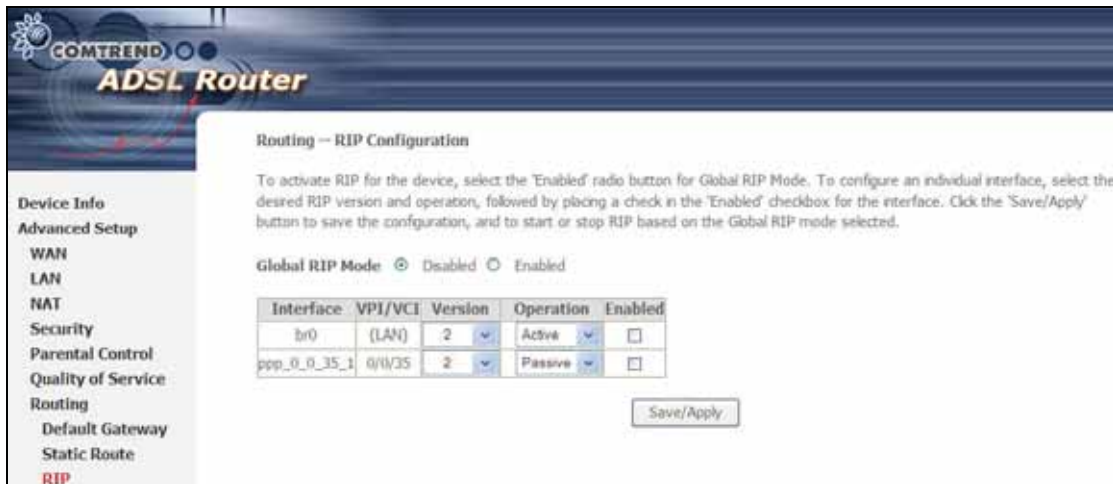 COMTREND
ADSL Router
Device Info
Advanced Setup
WAN
LAN
NAT
Security
Parental Control
Quality of Service
Routing
Default Gateway
Static Route
RIP
Routing -- RIP Configuration
To activate RIP for the device, select the 'Enabled' radio button for Global RIP Mode. To configure an individual interface, select the
desired RIP version and operation, followed by placing a check in the 'Enabled' checkbox for the interface. Click the 'Save/Apply'
button to save the confguration, and to start or stop RIP based on the Global RIP mode selected.
Global RIP Mode Disabled Enabled
Interface VPI/VCI Version Operation Enabled
br0 (LAN) 2 Active
ppp_0_0_35_1 0/0/35 2 Passive
Save/Apply